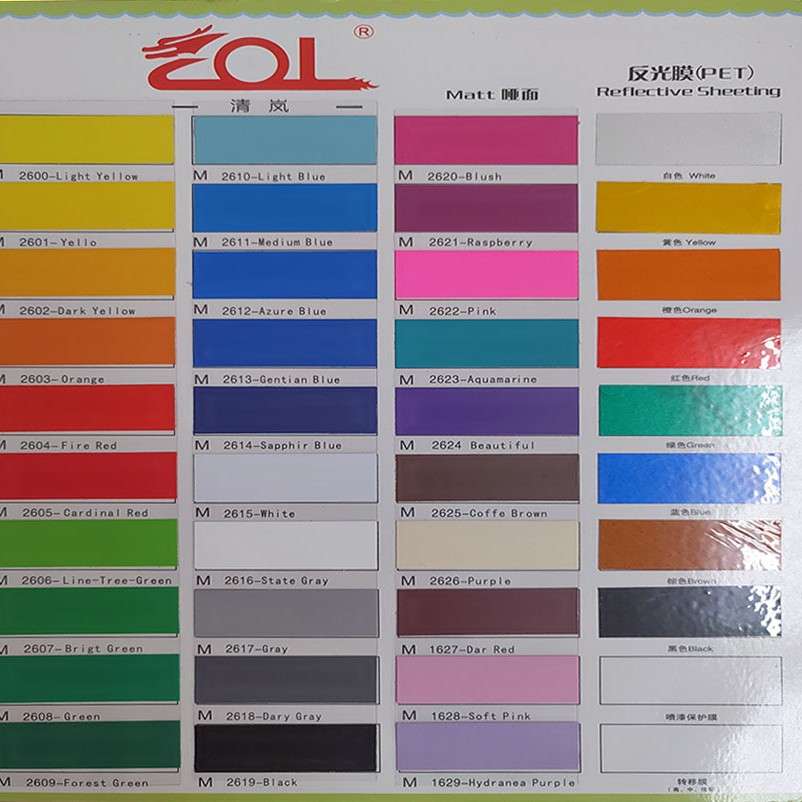 EOL®
清岚
M 2600-Light Yellow
M 2601-Yello
M 2602-Dark Yellow
M 2603-Orange
M 2604-Fire Red
M 2605-Cardinal Red
M 2606-Line-Tree-Green
M 2607-Brigt Green
M 2608-Green
M 2609-Forest Green
M 2610-Light Blue
M 2611-Medium Blue
M 2612-Azure Blue
M 2613-Gentian Blue
M 2614-Sapphir Blue
M 2615-White
M 2616-State Gray
M 2617-Gray
M 2618-Dary Gray
M 2619-Black
Matt 哑面
M 2620-Blush
M 2621-Raspberry
M 2622-Pink
M 2623-Aquamarine
M 2624 Beautiful
M 2625-Coffe Brown
M 2626-Purple
M 1627-Dar Red
M 1628-Soft Pink
M 1629-Hydranea Purple
反光膜(PET)
Reflective Sheeting
白色 White
黄色 Yellow
橙色Orange
红色Red
绿色Green
蓝色Blue
棕色Brown
黑色Black
喷漆保护膜
转移膜